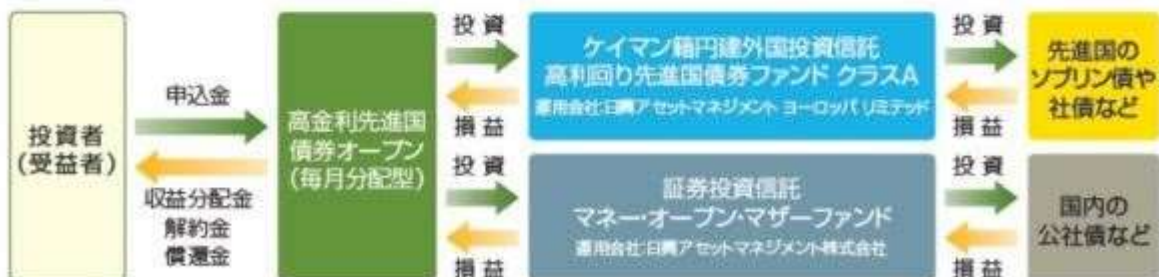 投資者
(受益者)
申込金
収益分配金
解約金
償還金
高金利先進国
債券オープン
(毎月分配型)
投資
損益
ケイマン籍円建外国投資信託
高利回り先進国債券ファンド クラスA
運用会社:日興アセットマネジメント ヨーロッパ リミテッド
投資
損益
先進国の
ソブリン債や
社債など
投資
損益
証券投資信託
マネー・オープン・マザーファンド
運用会社:日興アセットマネジメント株式会社
投資
損益
国内の
公社債など